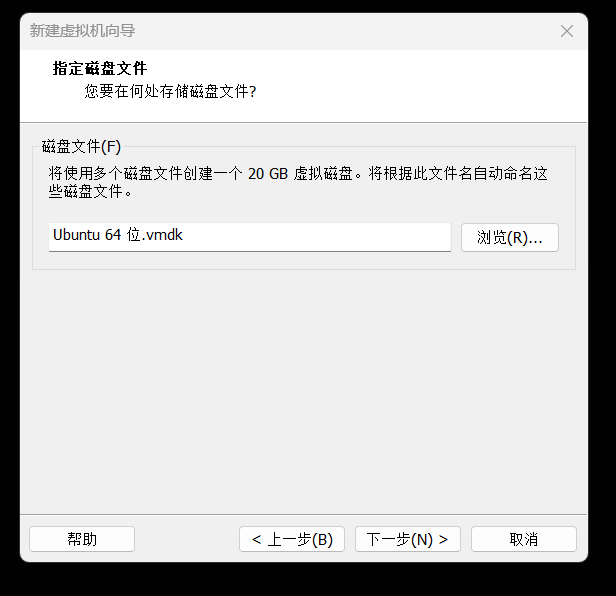 新建虚拟机向导
指定磁盘文件
您要在何处存储磁盘文件?
磁盘文件(F)
将使用多个磁盘文件创建一个 20 GB 虚拟磁盘。将根据此文件名自动命名这
些磁盘文件。
Ubuntu 64 位.vmdk
浏览(R)...
帮助
< 上一步(B)
下一步(N) >
取消